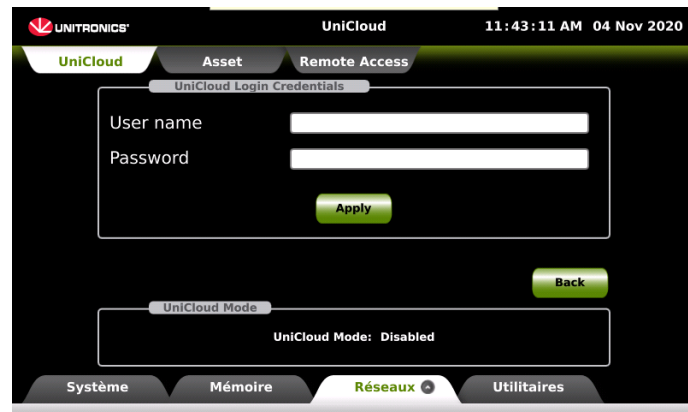 UNITRONICS® UniCloud 11:43:11 AM 04 Nov 2020
UniCloud Asset Remote Access
UniCloud Login Credentials
User name
Password
Apply
Back
UniCloud Mode
UniCloud Mode: Disabled
Système Mémoire Réseaux Utilitaires